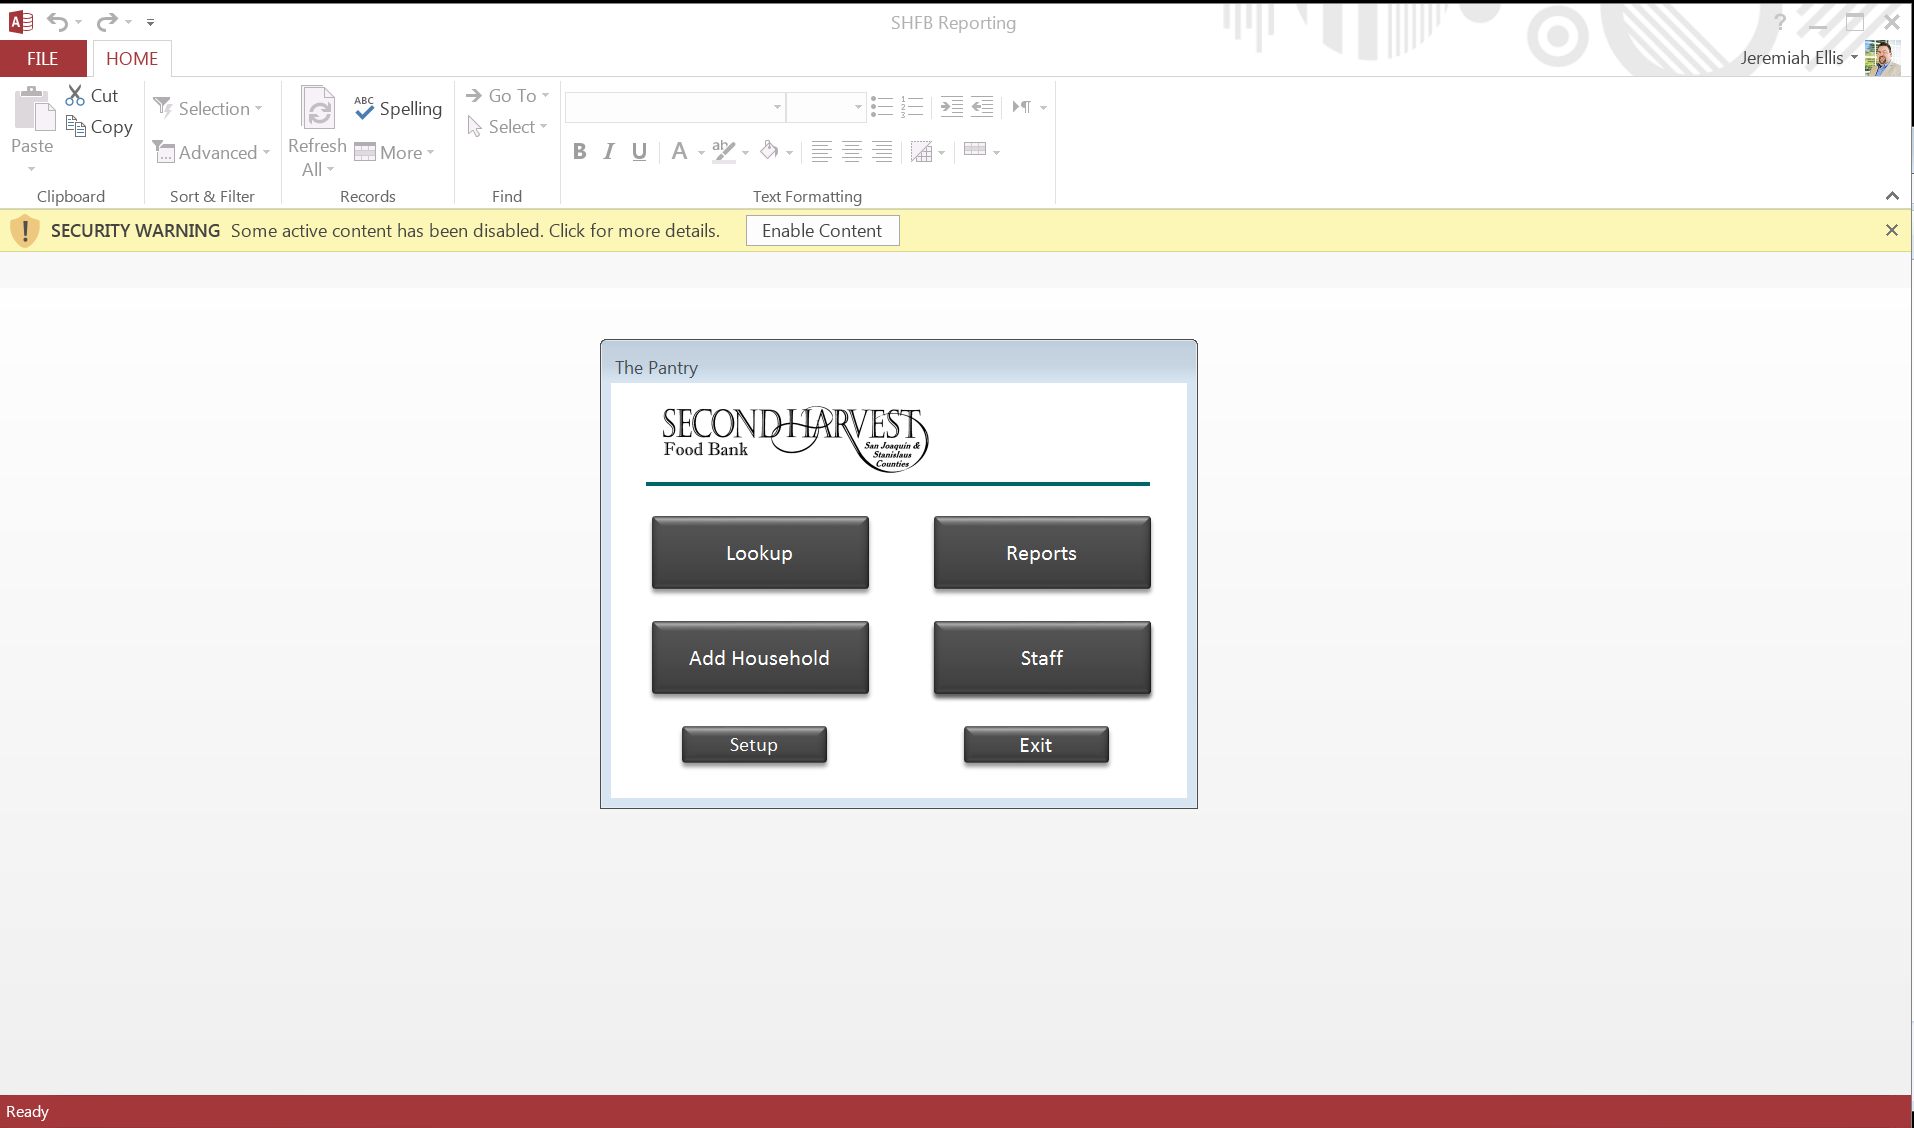 SHFB Reporting
?
FILE
HOME
Jeremiah Ellis
Paste
Cut
Copy
Clipboard
Selection
Advanced
Sort & Filter
Refresh
All
ABC
Spelling
More
Records
Go To
Select
Find
B I U A ab
Text Formatting
SECURITY WARNING Some active content has been disabled. Click for more details.
Enable Content
The Pantry
SECOND HARVEST
Food Bank
San Joaquin &
Stanislaus
Counties
Lookup
Reports
Add Household
Staff
Setup
Exit
Ready